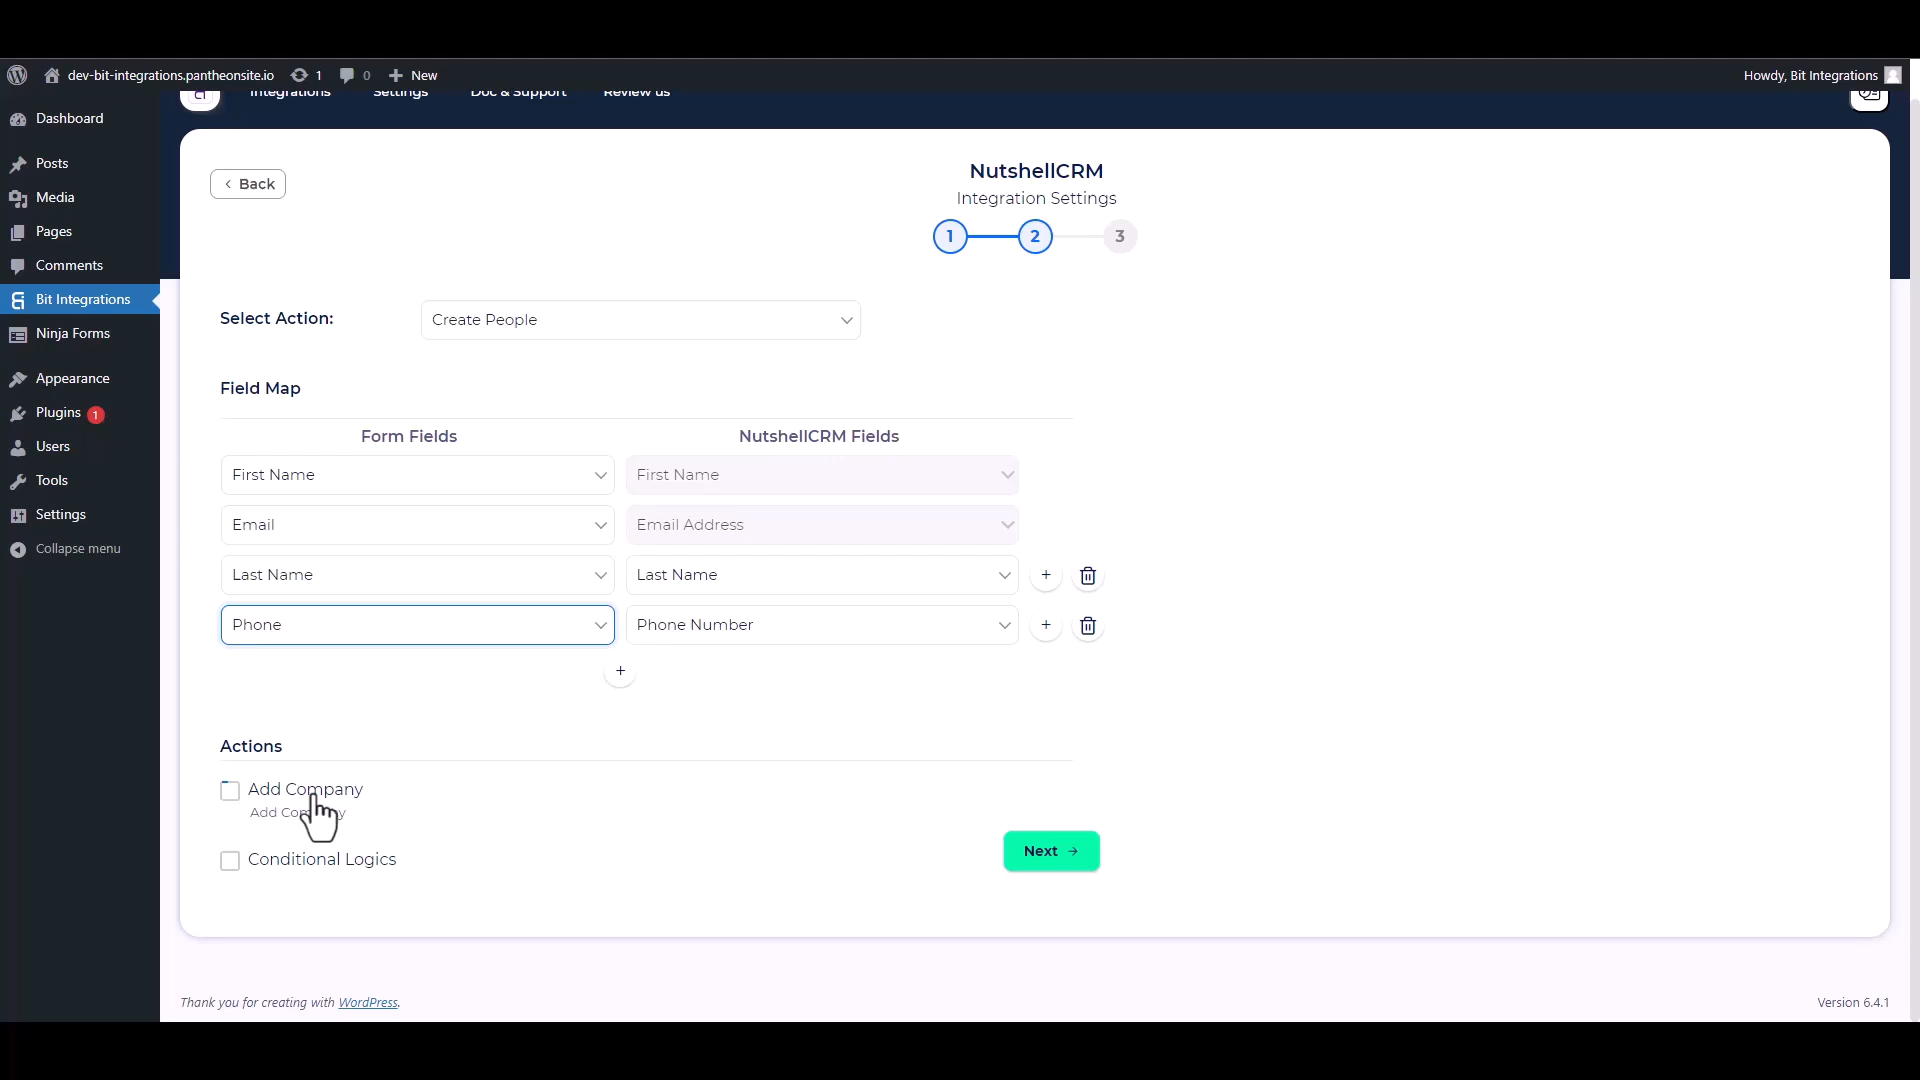 dev-bit-integrations.pantheonsite.io 1 0 New Howdy, Bit Integrations
Integrations Settings Doc & Support Review us
Dashboard
Posts
Media
Pages
Comments
Bit Integrations
Ninja Forms
Appearance
Plugins 1
Users
Tools
Settings
Collapse menu
Back
NutshellCRM
Integration Settings
1 2 3
Select Action: Create People
Field Map
Form Fields NutshellCRM Fields
First Name First Name
Email Email Address
Last Name Last Name + 
Phone Phone Number +
+
Actions
Add Company
Add Company
Conditional Logics
Next →
Thank you for creating with WordPress.
Version 6.4.1